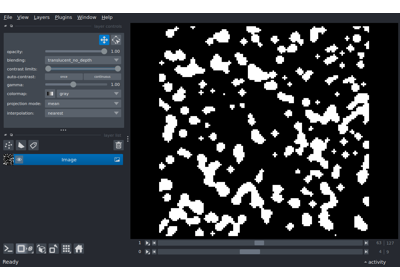 File View Layers Plugins Window Help
opacity: 1.00
blending: translucent_no_depth
contrast limits:
auto-contrast: once continuous
gamma: 1.00
colormap: gray
projection mode: mean
interpolation: nearest
Image
1
0
Ready
activity